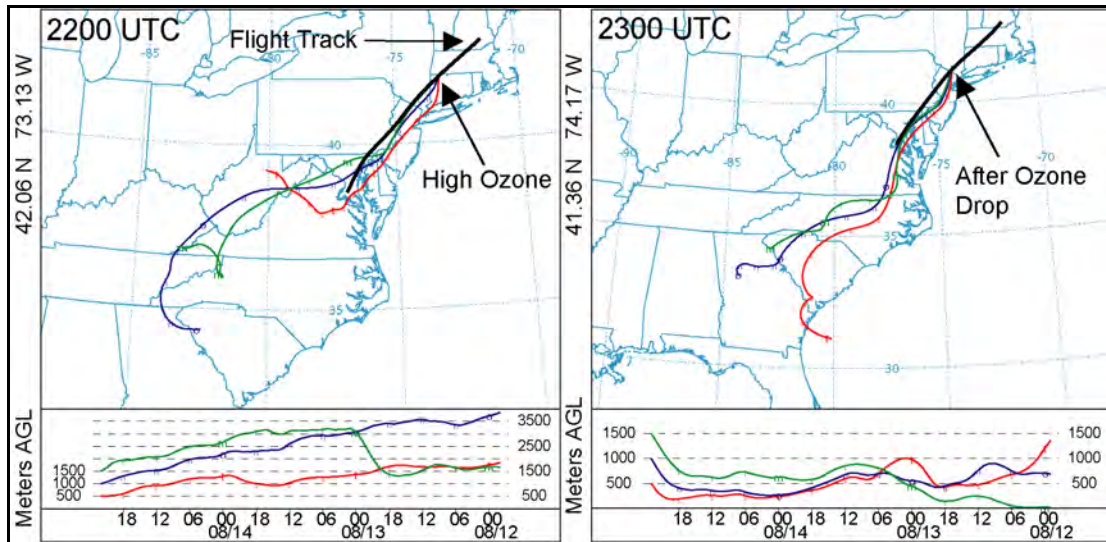 2200 UTC
Flight Track
-85
-80
-75
-70
40
35
High Ozone
42.06 N 73.13 W
Meters AGL
1500
1000
500
3500
2500
1500
500
18 12 06 00 18 12 06 00 18 12 06 00
08/14 08/13 08/12
2300 UTC
-90
-85
-80
-75
-70
40
35
30
After Ozone
Drop
41.36 N 74.17 W
Meters AGL
1500
1000
500
1500
1000
500
18 12 06 00 18 12 06 00 18 12 06 00
08/14 08/13 08/12